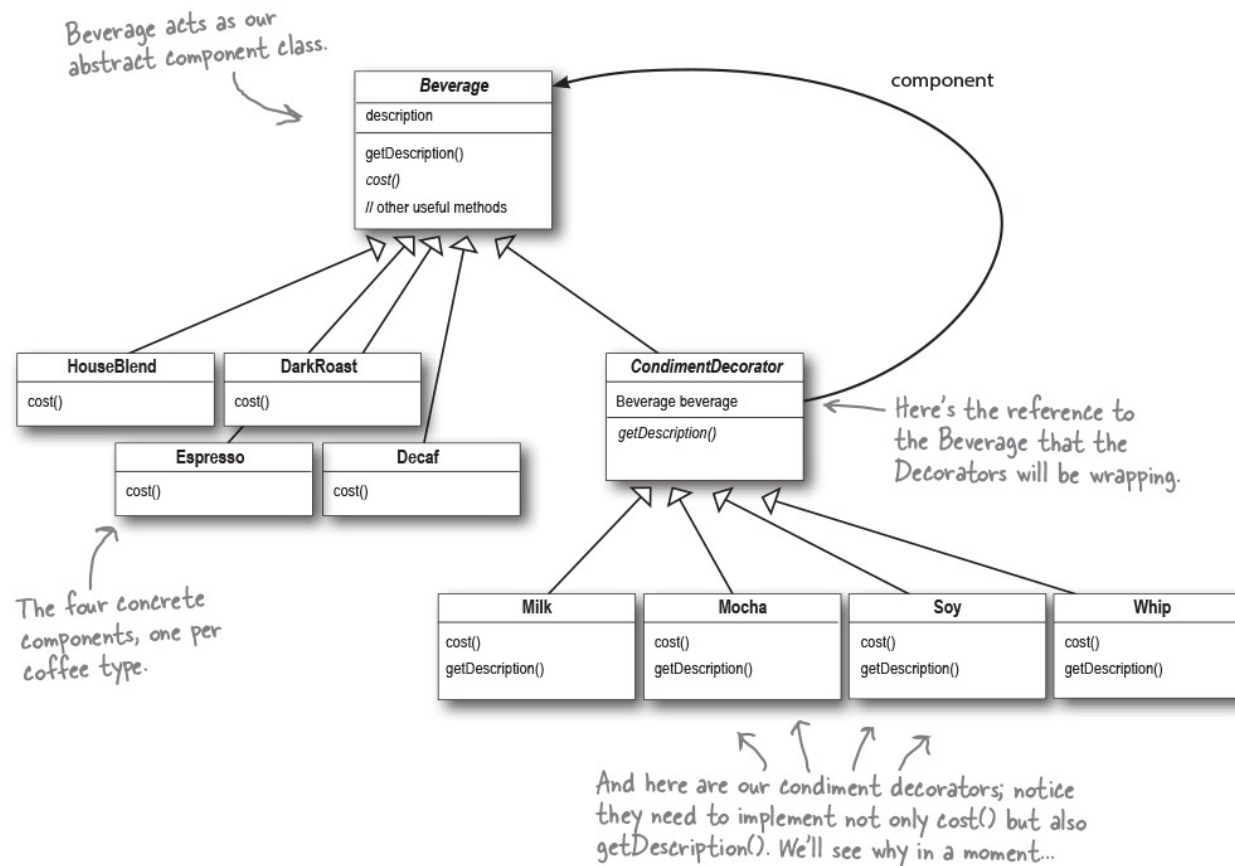 Beverage acts as our
abstract component class.
Beverage
description
getDescription()
cost()
// other useful methods
component
HouseBlend
cost()
DarkRoast
cost()
Espresso
cost()
Decaf
cost()
CondimentDecorator
Beverage beverage
getDescription()
Here's the reference to
the Beverage that the
Decorators will be wrapping.
The four concrete
components, one per
coffee type.
Milk
cost()
getDescription()
Mocha
cost()
getDescription()
Soy
cost()
getDescription()
Whip
cost()
getDescription()
And here are our condiment decorators; notice
they need to implement not only cost() but also
getDescription(). We'll see why in a moment...